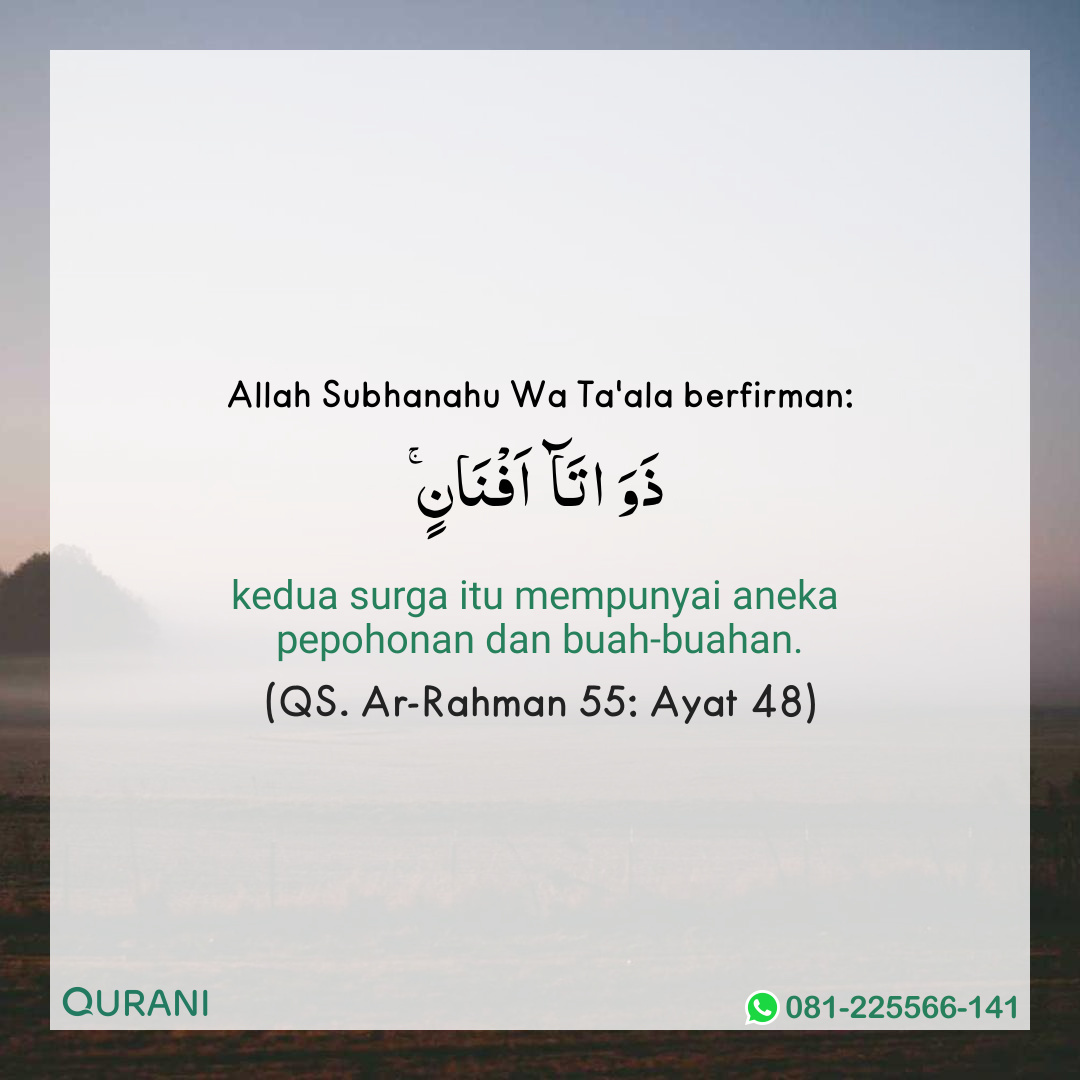 Allah Subhanahu Wa Ta'ala berfirman:
ذَوَ اتَاۤ اَفْنَانٍۚ
kedua surga itu mempunyai aneka
pepohonan dan buah-buahan.
(QS. Ar-Rahman 55: Ayat 48)
QURANI
081-225566-141